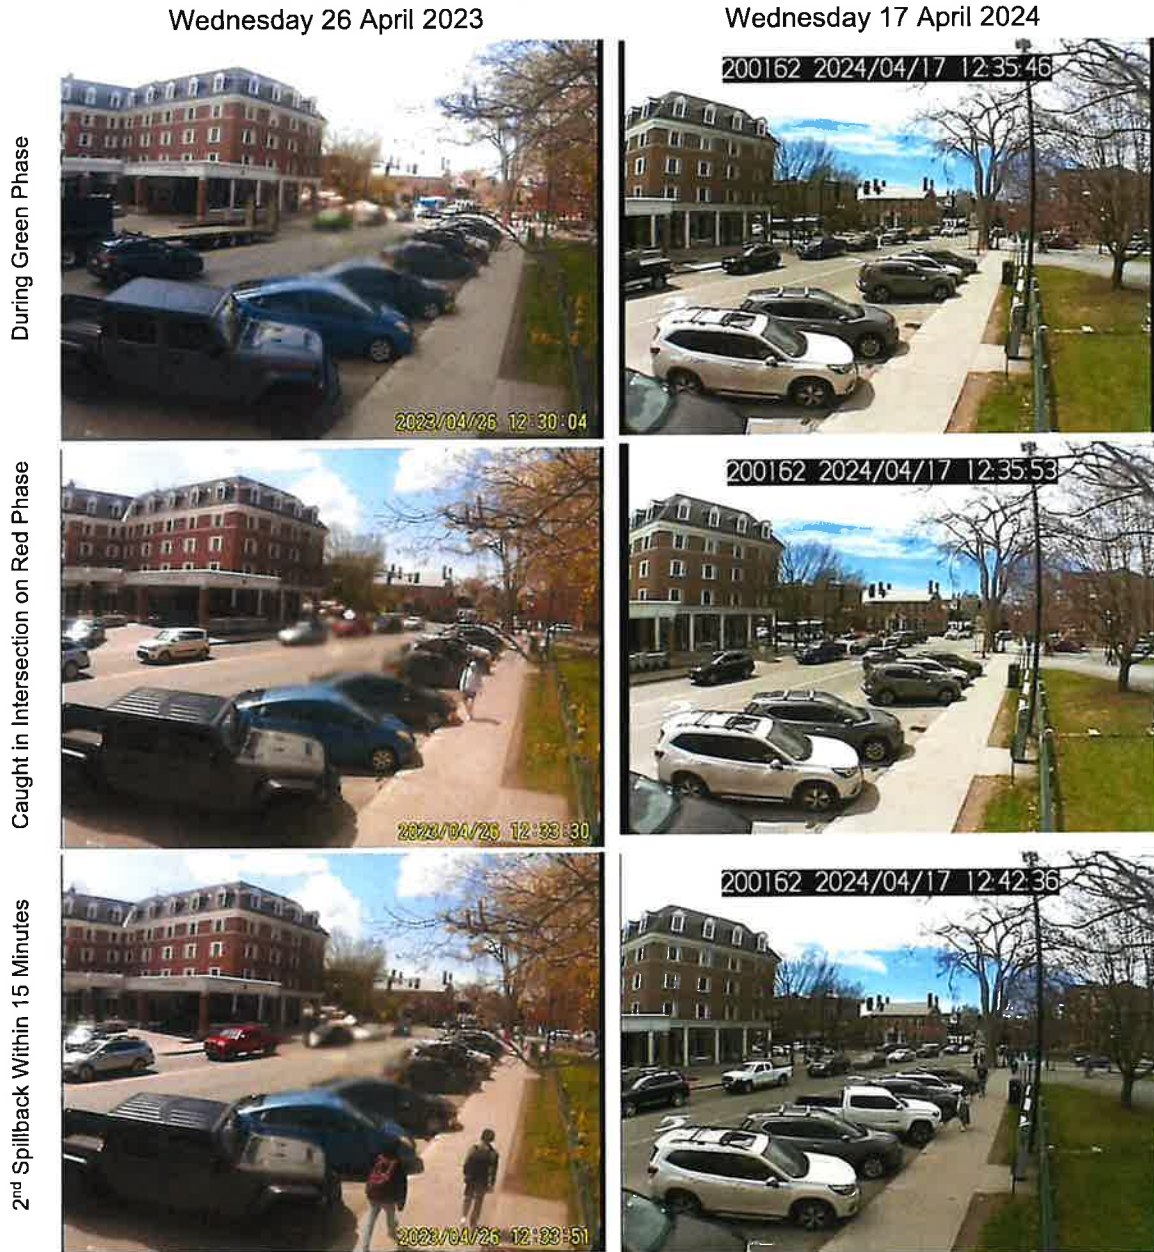 Wednesday 26 April 2023
Wednesday 17 April 2024
During Green Phase
2023/04/26 12:30:04
200162 2024/04/17 12:35:46
Caught in Intersection on Red Phase
2023/04/26 12:33:30
200162 2024/04/17 12:35:53
2nd Spillback Within 15 Minutes
2023/04/26 12:33:51
200162 2024/04/17 12:42:36